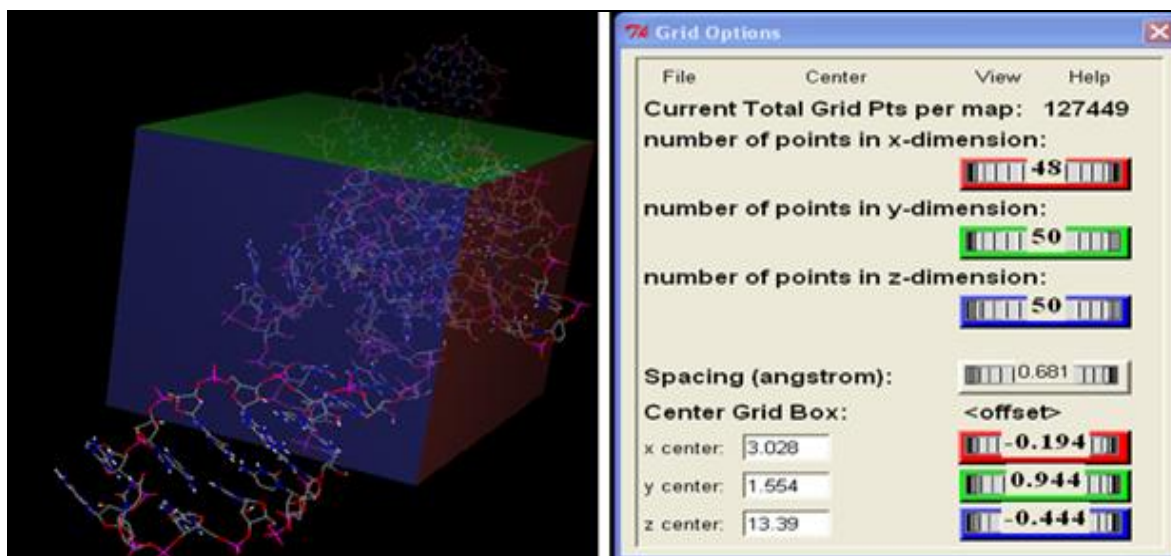 Grid Options
File Center View Help
Current Total Grid Pts per map: 127449
number of points in x-dimension:
48
number of points in y-dimension:
50
number of points in z-dimension:
50
Spacing (angstrom): 0.681
Center Grid Box: <offset>
x center: 3.028 -0.194
y center: 1.554 0.944
z center: 13.39 -0.444